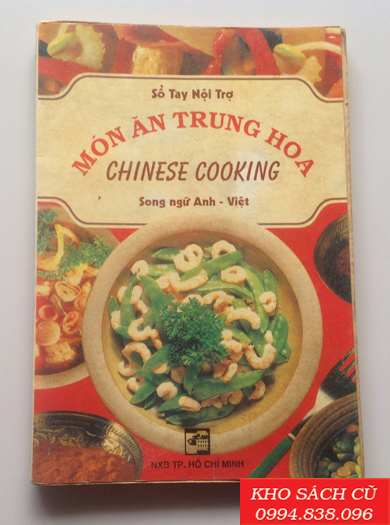 Sổ Tay Nội Trợ
MÓN ĂN TRUNG HOA
CHINESE COOKING
Song ngữ Anh - Việt
NXB TP. HỒ CHÍ MINH
KHO SÁCH CŨ
0994.838.096